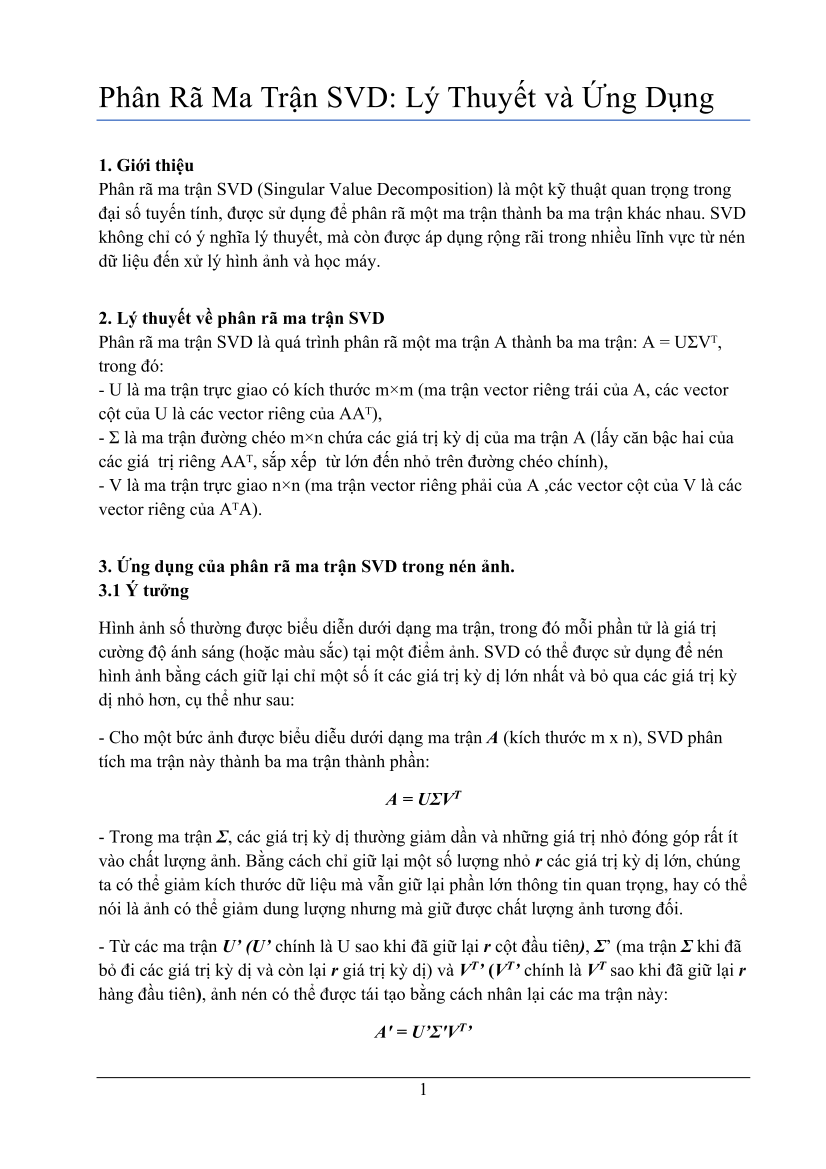 Phân Rã Ma Trận SVD: Lý Thuyết và Ứng Dụng
1. Giới thiệu
Phân rã ma trận SVD (Singular Value Decomposition) là một kỹ thuật quan trọng trong
đại số tuyến tính, được sử dụng để phân rã một ma trận thành ba ma trận khác nhau. SVD
không chỉ có ý nghĩa lý thuyết, mà còn được áp dụng rộng rãi trong nhiều lĩnh vực từ nén
dữ liệu đến xử lý hình ảnh và học máy.
2. Lý thuyết về phân rã ma trận SVD
Phân rã ma trận SVD là quá trình phân rã một ma trận A thành ba ma trận: A = UΣVᵀ,
trong đó:
- U là ma trận trực giao có kích thước m×m (ma trận vector riêng trái của A, các vector
cột của U là các vector riêng của AAᵀ),
- Σ là ma trận đường chéo m×n chứa các giá trị kỳ dị của ma trận A (lấy căn bậc hai của
các giá  trị riêng AAᵀ, sắp xếp  từ lớn đến nhỏ trên đường chéo chính),
- V là ma trận trực giao n×n (ma trận vector riêng phải của A ,các vector cột của V là các
vector riêng của AᵀA).
3. Ứng dụng của phân rã ma trận SVD trong nén ảnh.
3.1 Ý tưởng
Hình ảnh số thường được biểu diễn dưới dạng ma trận, trong đó mỗi phần tử là giá trị
cường độ ánh sáng (hoặc màu sắc) tại một điểm ảnh. SVD có thể được sử dụng để nén
hình ảnh bằng cách giữ lại chỉ một số ít các giá trị kỳ dị lớn nhất và bỏ qua các giá trị kỳ
dị nhỏ hơn, cụ thể như sau:
- Cho một bức ảnh được biểu diễu dưới dạng ma trận A (kích thước m x n), SVD phân
tích ma trận này thành ba ma trận thành phần:
A = UΣVᵀ
- Trong ma trận Σ, các giá trị kỳ dị thường giảm dần và những giá trị nhỏ đóng góp rất ít
vào chất lượng ảnh. Bằng cách chỉ giữ lại một số lượng nhỏ r các giá trị kỳ dị lớn, chúng
ta có thể giảm kích thước dữ liệu mà vẫn giữ lại phần lớn thông tin quan trọng, hay có thể
nói là ảnh có thể giảm dung lượng nhưng mà giữ được chất lượng ảnh tương đối.
- Từ các ma trận U’ (U’ chính là U sao khi đã giữ lại r cột đầu tiên), Σ’ (ma trận Σ khi đã
bỏ đi các giá trị kỳ dị và còn lại r giá trị kỳ dị) và Vᵀ’ (Vᵀ’ chính là Vᵀ sao khi đã giữ lại r
hàng đầu tiên), ảnh nén có thể được tái tạo bằng cách nhân lại các ma trận này:
A' = U’Σ'Vᵀ’
1